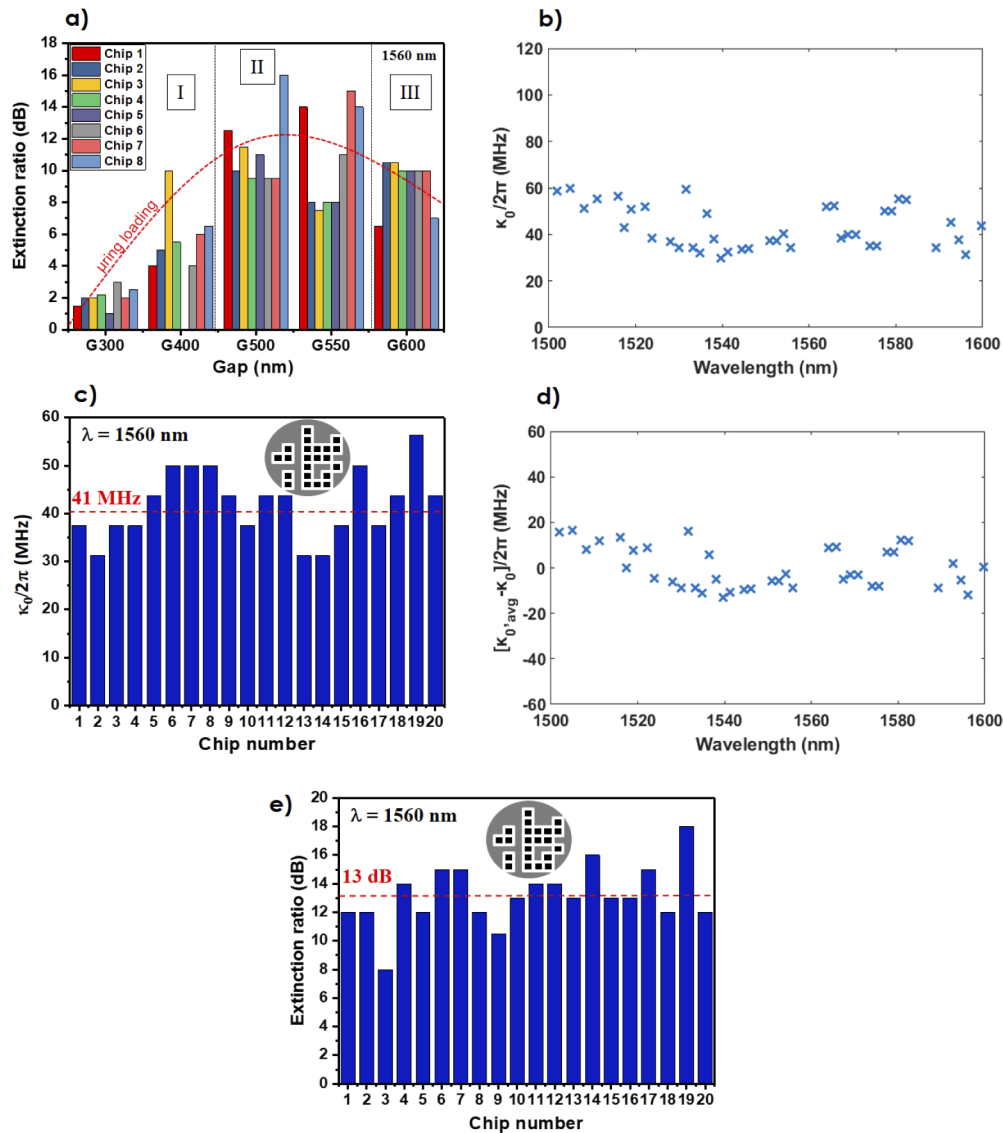 a)
Extinction ratio (dB)
18
16
14
12
10
8
6
4
2
0
Chip 1
Chip 2
Chip 3
Chip 4
Chip 5
Chip 6
Chip 7
Chip 8
I
II
III
1560 nm
μring loading
G300 G400 G500 G550 G600
Gap (nm)
b)
κ₀/2π (MHz)
120
100
80
60
40
20
0
1500 1520 1540 1560 1580 1600
Wavelength (nm)
c)
κ₀/2π (MHz)
60
50
40
30
20
10
0
λ = 1560 nm
41 MHz
1 2 3 4 5 6 7 8 9 10 11 12 13 14 15 16 17 18 19 20
Chip number
d)
[κ₀,avg-κ₀]/2π (MHz)
60
40
20
0
-20
-40
-60
1500 1520 1540 1560 1580 1600
Wavelength (nm)
e)
Extinction ratio (dB)
20
18
16
14
12
10
8
6
4
2
0
λ = 1560 nm
13 dB
1 2 3 4 5 6 7 8 9 10 11 12 13 14 15 16 17 18 19 20
Chip number